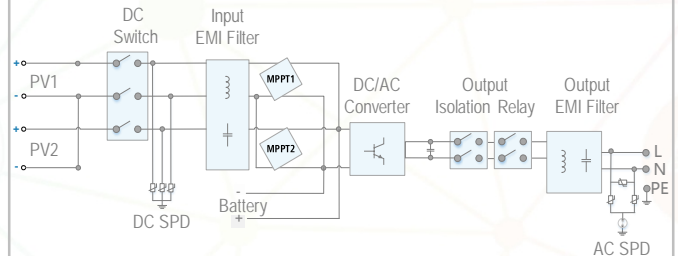 DC
Switch
Input
EMI Filter
+
PV1
-
+
PV2
-
MPPT1
MPPT2
DC/AC
Converter
Output
Isolation Relay
Output
EMI Filter
L
N
PE
-
Battery
+
DC SPD
AC SPD